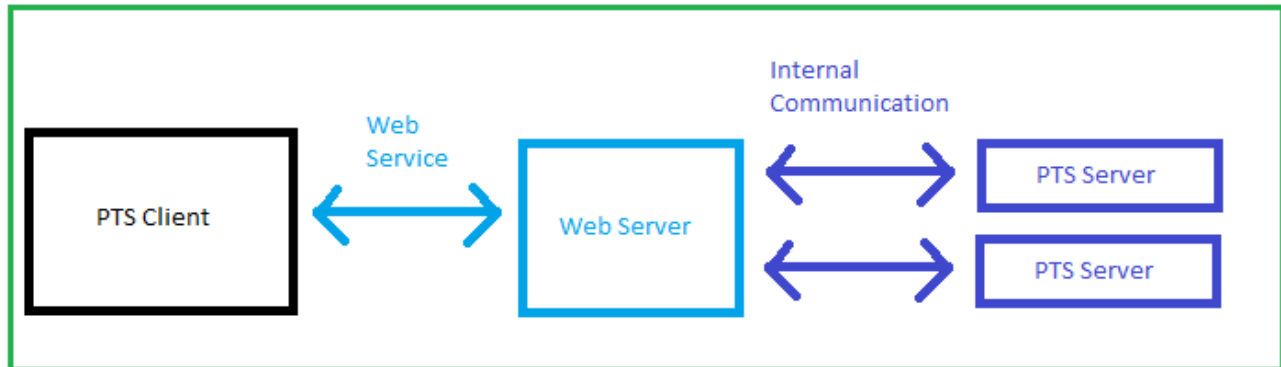 PTS Client
Web
Service
Web Server
Internal
Communication
PTS Server
PTS Server